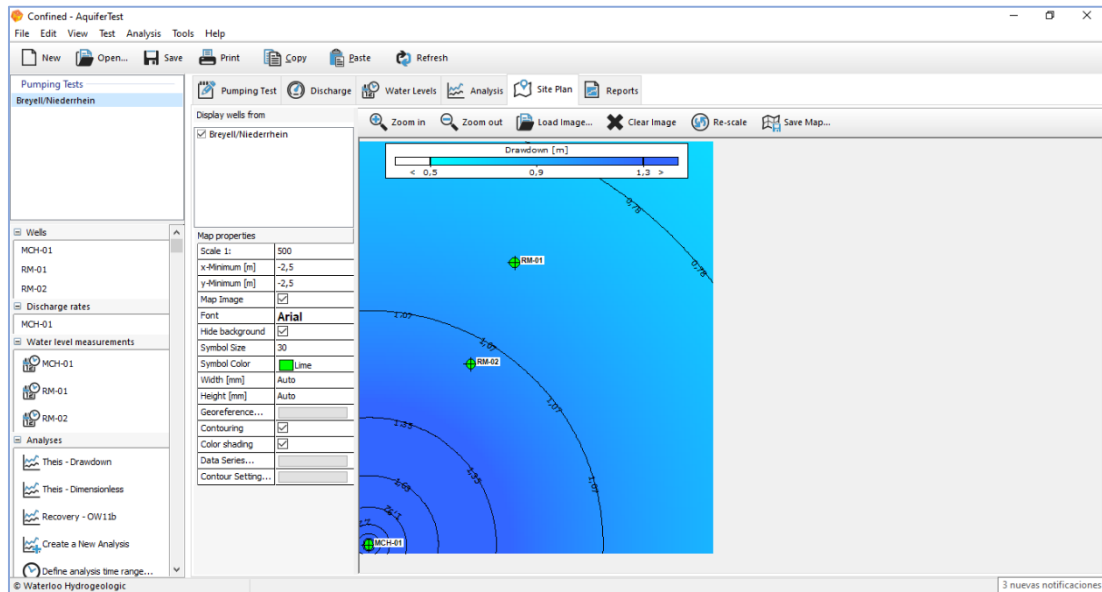 Confined - AquiferTest
File Edit View Test Analysis Tools Help
New Open... Save Print Copy Paste Refresh
Pumping Tests
Breyell/Niederrhein
Wells
MCH-01
RM-01
RM-02
Discharge rates
MCH-01
Water level measurements
MCH-01
RM-01
RM-02
Analyses
Theis - Drawdown
Theis - Dimensionless
Recovery - OW11b
Create a New Analysis
Define analysis time range...
Pumping Test Discharge Water Levels Analysis Site Plan Reports
Display wells from
Breyell/Niederrhein
Map properties
Scale 1: 500
x-Minimum [m] -2,5
y-Minimum [m] -2,5
Map Image
Font Arial
Hide background
Symbol Size 30
Symbol Color Lime
Width [mm] Auto
Height [mm] Auto
Georeference...
Contouring
Color shading
Data Series...
Contour Setting...
Zoom in Zoom out Load Image... Clear Image Re-scale Save Map...
Drawdown [m]
< 0,5 0,9 1,3 >
0,78
0,78
RM-01
1,07
1,07
RM-02
1,07
1,07
1,35
1,35
MCH-01
© Waterloo Hydrogeologic
3 nuevas notificaciones